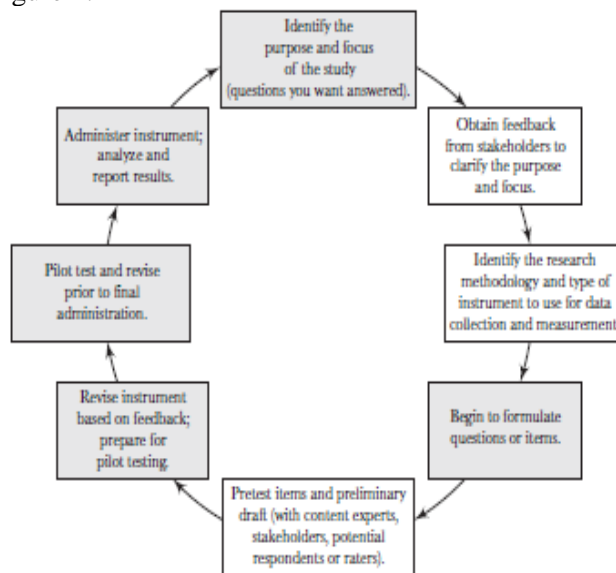 Identify the
purpose and focus
of the study
(questions you want answered).
Obtain feedback
from stakeholders to
clarify the purpose
and focus.
Identify the research
methodology and type of
instrument to use for data
collection and measurement
Begin to formulate
questions or items.
Pretest items and preliminary
draft (with content experts,
stakeholders, potential
respondents or raters).
Revise instrument
based on feedback;
prepare for
pilot testing.
Pilot test and revise
prior to final
administration.
Administer instrument;
analyze and
report results.